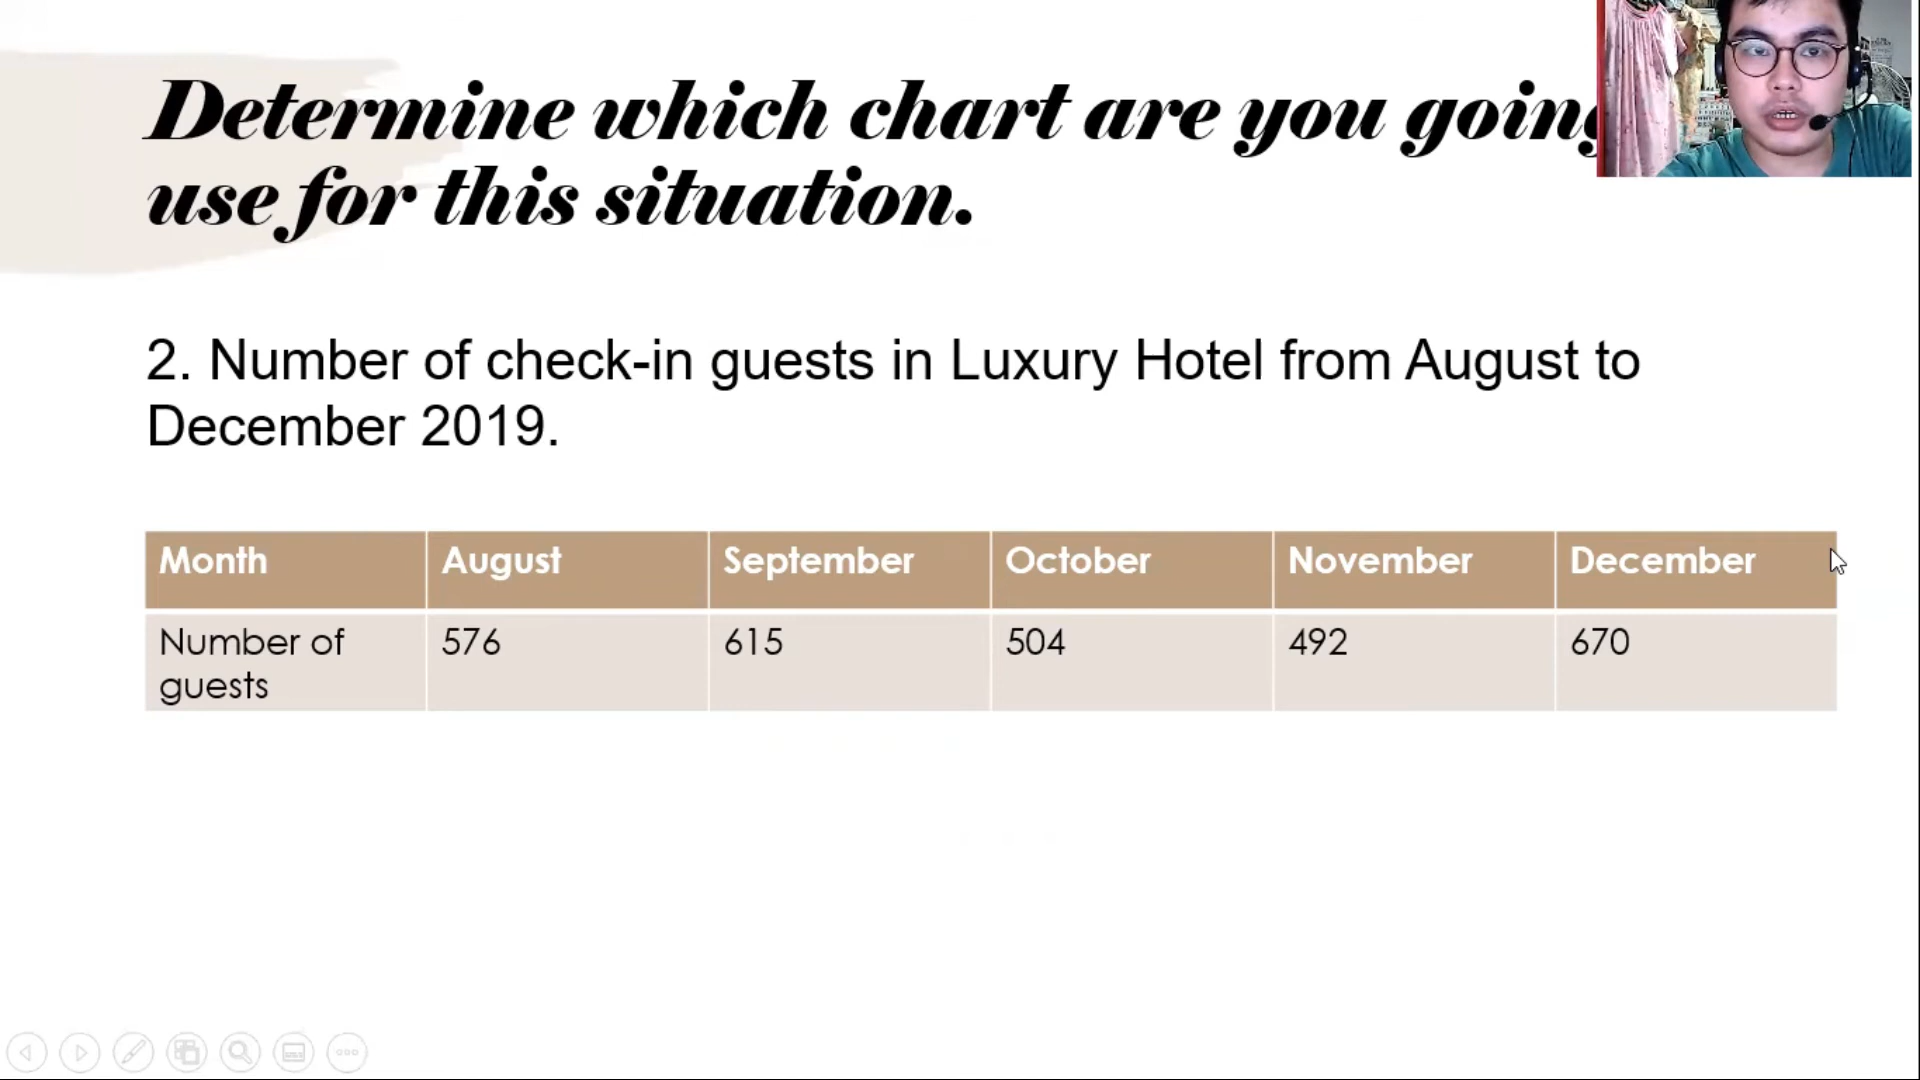 Determine which chart are you going
use for this situation.
2. Number of check-in guests in Luxury Hotel from August to
December 2019.
Month August September October November December
Number of guests 576 615 504 492 670